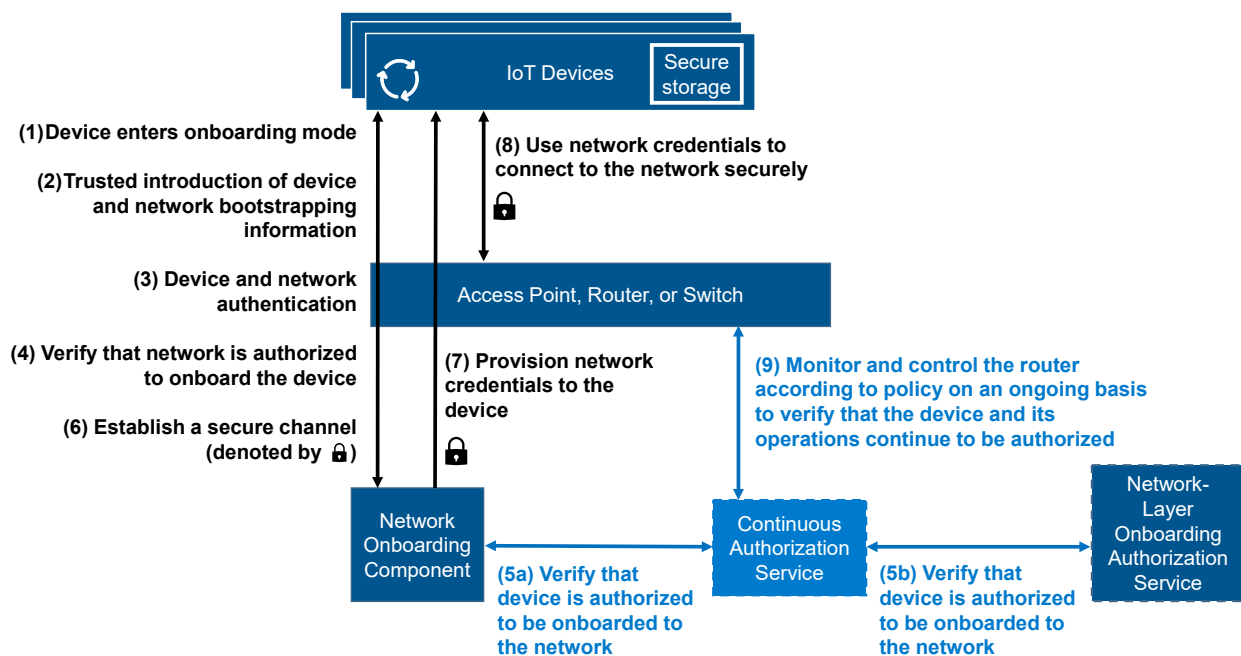 IoT Devices
Secure
storage
(1)Device enters onboarding mode
(2)Trusted introduction of device
and network bootstrapping
information
(3) Device and network
authentication
(4) Verify that network is authorized
to onboard the device
(6) Establish a secure channel
(denoted by 🔒)
(8) Use network credentials to
connect to the network securely
Access Point, Router, or Switch
(7) Provision network
credentials to the
device
(9) Monitor and control the router
according to policy on an ongoing basis
to verify that the device and its
operations continue to be authorized
Network
Onboarding
Component
(5a) Verify that
device is authorized
to be onboarded to
the network
Continuous
Authorization
Service
(5b) Verify that
device is authorized
to be onboarded to
the network
Network-
Layer
Onboarding
Authorization
Service